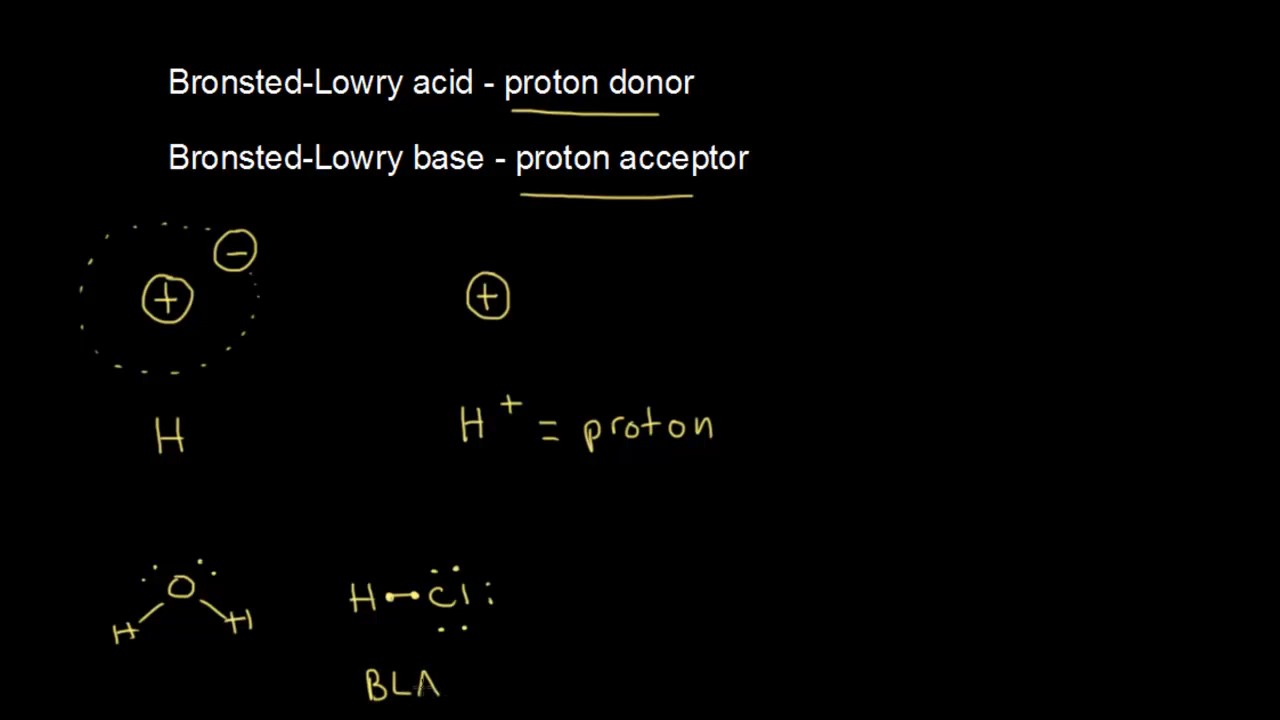 Bronsted-Lowry acid - proton donor
Bronsted-Lowry base - proton acceptor
+ − +
H H⁺ = proton
O H Cl
H H
BLA